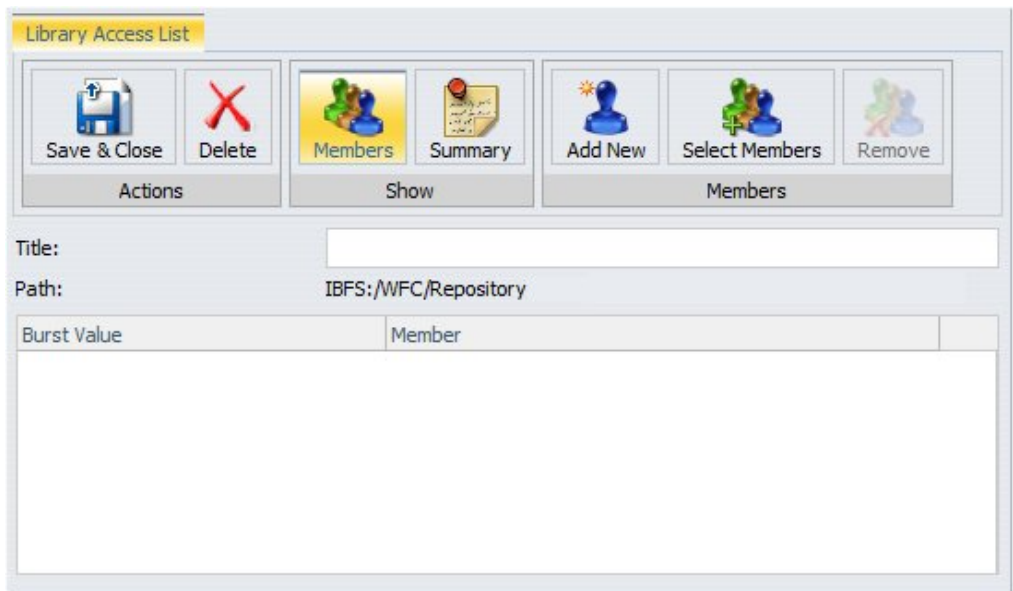 Library Access List
Save & Close Delete Members Summary Add New Select Members Remove
Actions Show Members
Title:
Path: IBFS:/WFC/Repository
Burst Value Member